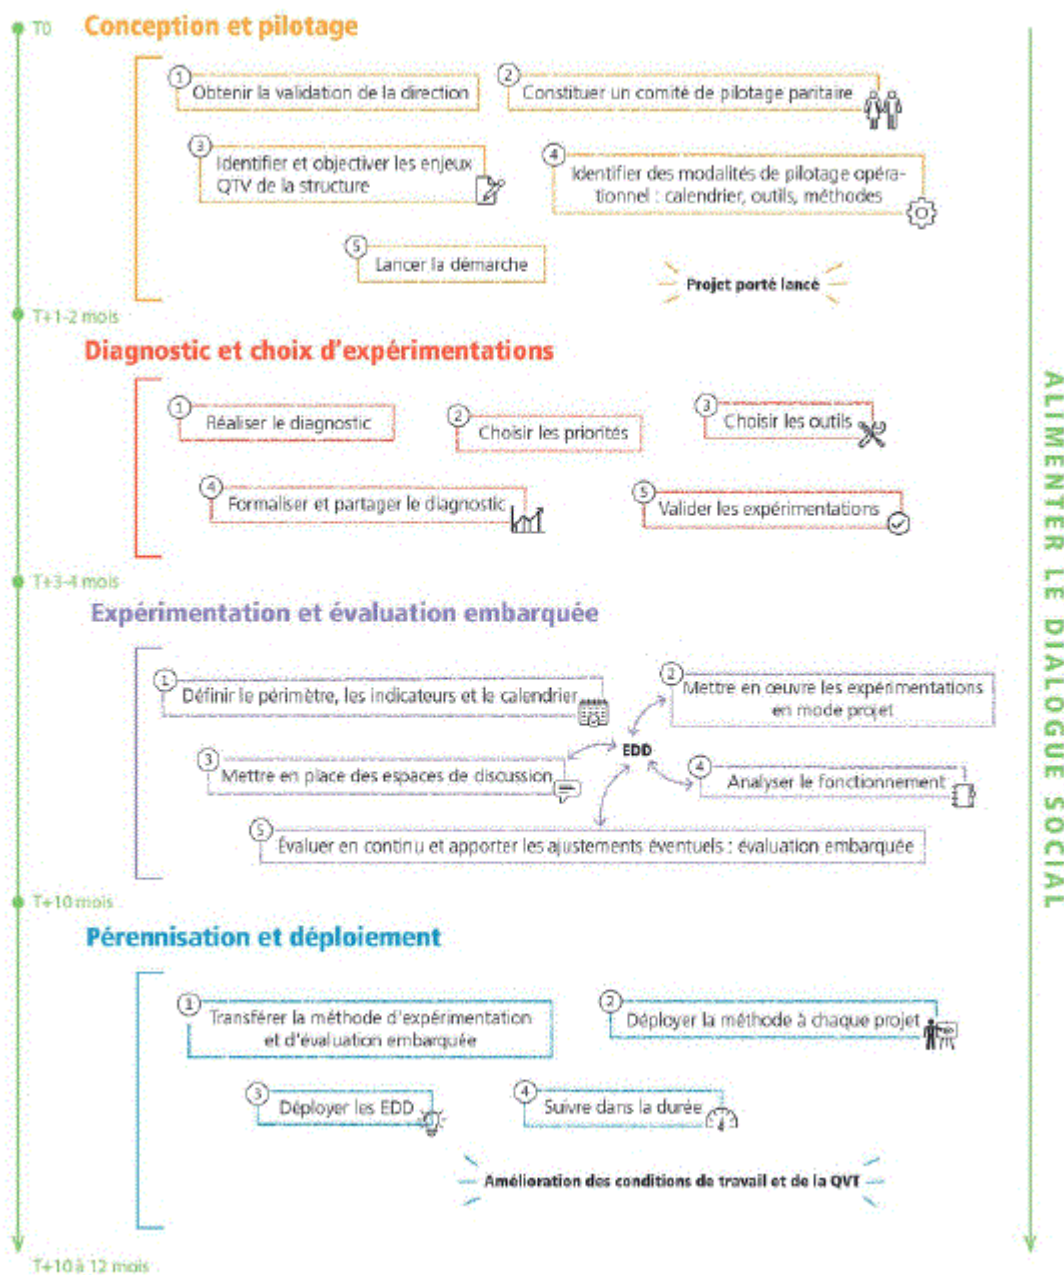 T0
Conception et pilotage
1
Obtenir la validation de la direction
2
Constituer un comité de pilotage paritaire
3
Identifier et objectiver les enjeux
QTV de la structure
4
Identifier des modalités de pilotage opéra-
tionnel : calendrier, outils, méthodes
5
Lancer la démarche
Projet porté lancé
T+1-2 mois
Diagnostic et choix d'expérimentations
1
Réaliser le diagnostic
2
Choisir les priorités
3
Choisir les outils
4
Formaliser et partager le diagnostic
5
Valider les expérimentations
T+3-4 mois
Expérimentation et évaluation embarquée
1
Définir le périmètre, les indicateurs et le calendrier
2
Mettre en œuvre les expérimentations
en mode projet
EDD
3
Mettre en place des espaces de discussion
4
Analyser le fonctionnement
5
Évaluer en continu et apporter les ajustements éventuels : évaluation embarquée
T+10 mois
Pérennisation et déploiement
1
Transférer la méthode d'expérimentation
et d'évaluation embarquée
2
Déployer la méthode à chaque projet
3
Déployer les EDD
4
Suivre dans la durée
Amélioration des conditions de travail et de la QVT
T+10 à 12 mois
ALIMENTER LE DIALOGUE SOCIAL